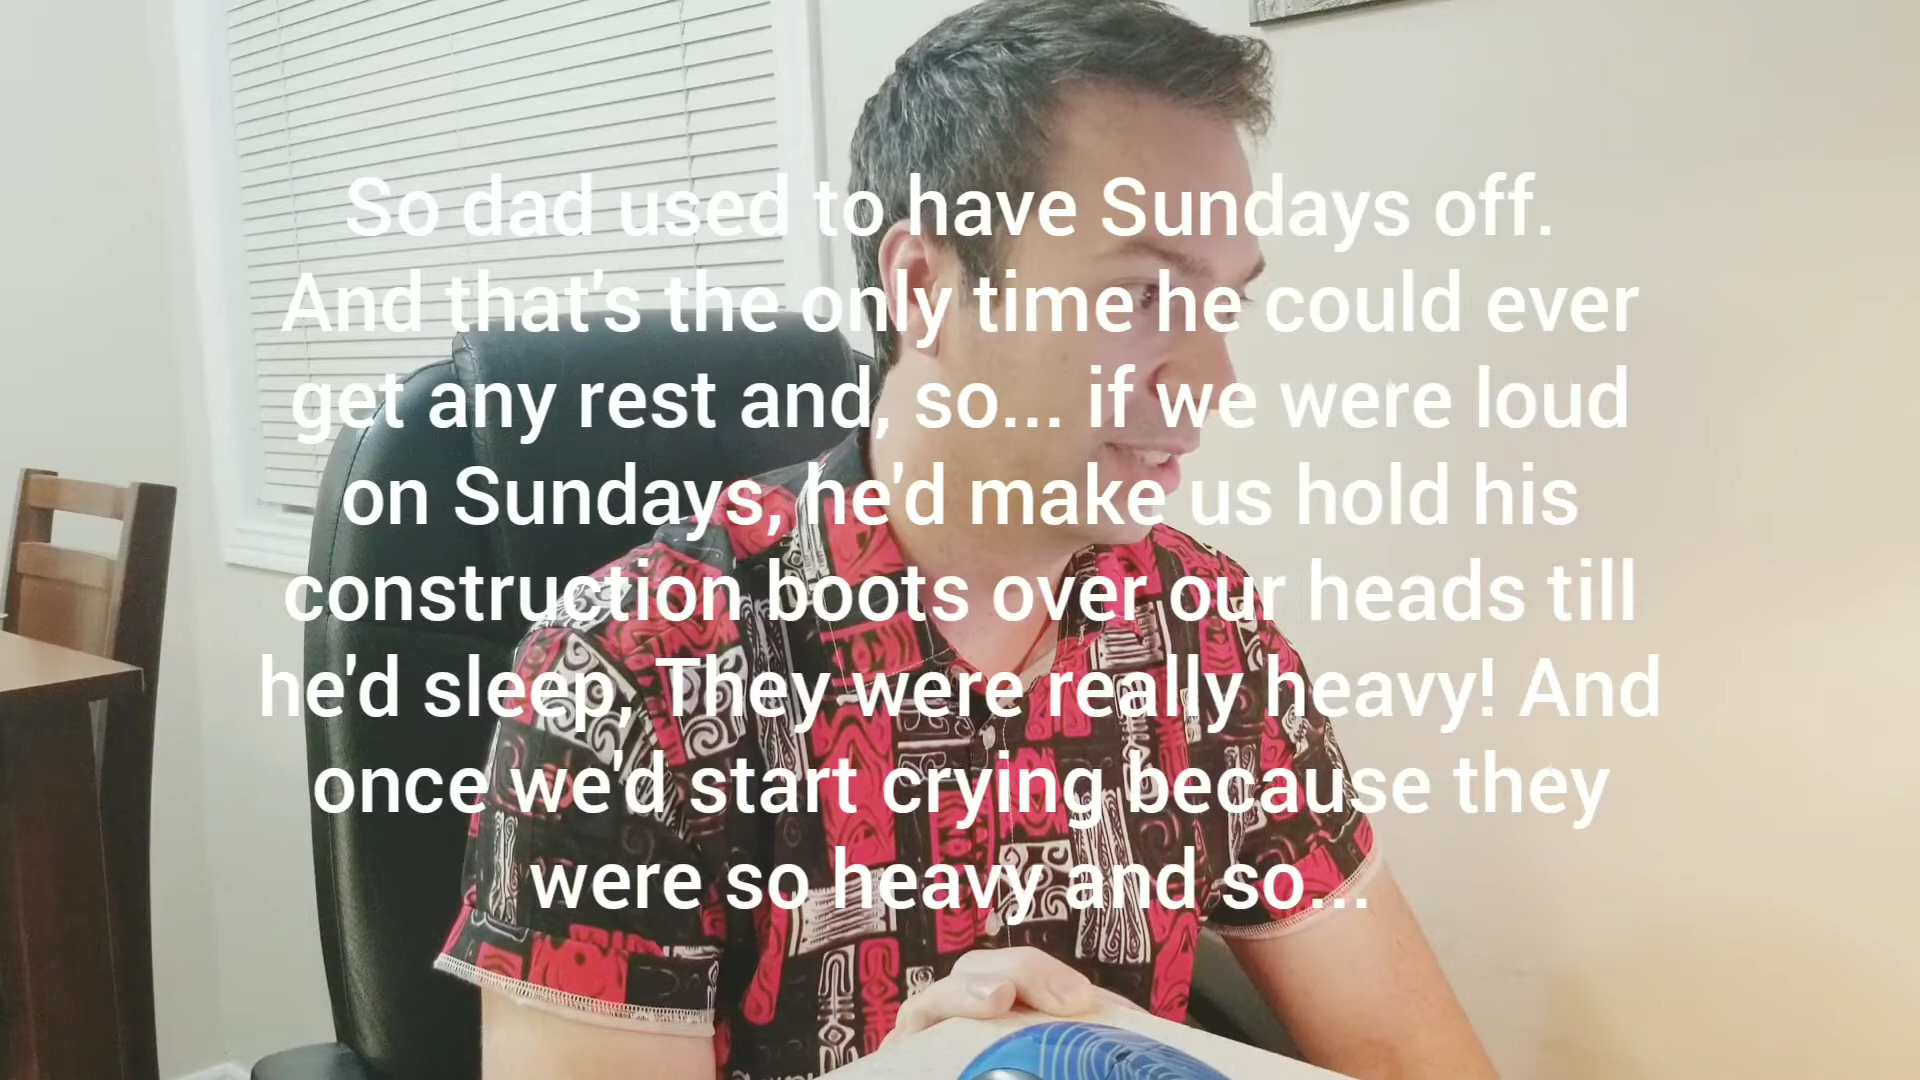 So dad used to have Sundays off.
And that's the only time he could ever
get any rest and, so... if we were loud
on Sundays, he'd make us hold his
construction boots over our heads till
he'd sleep, They were really heavy! And
once we'd start crying because they
were so heavy and so...